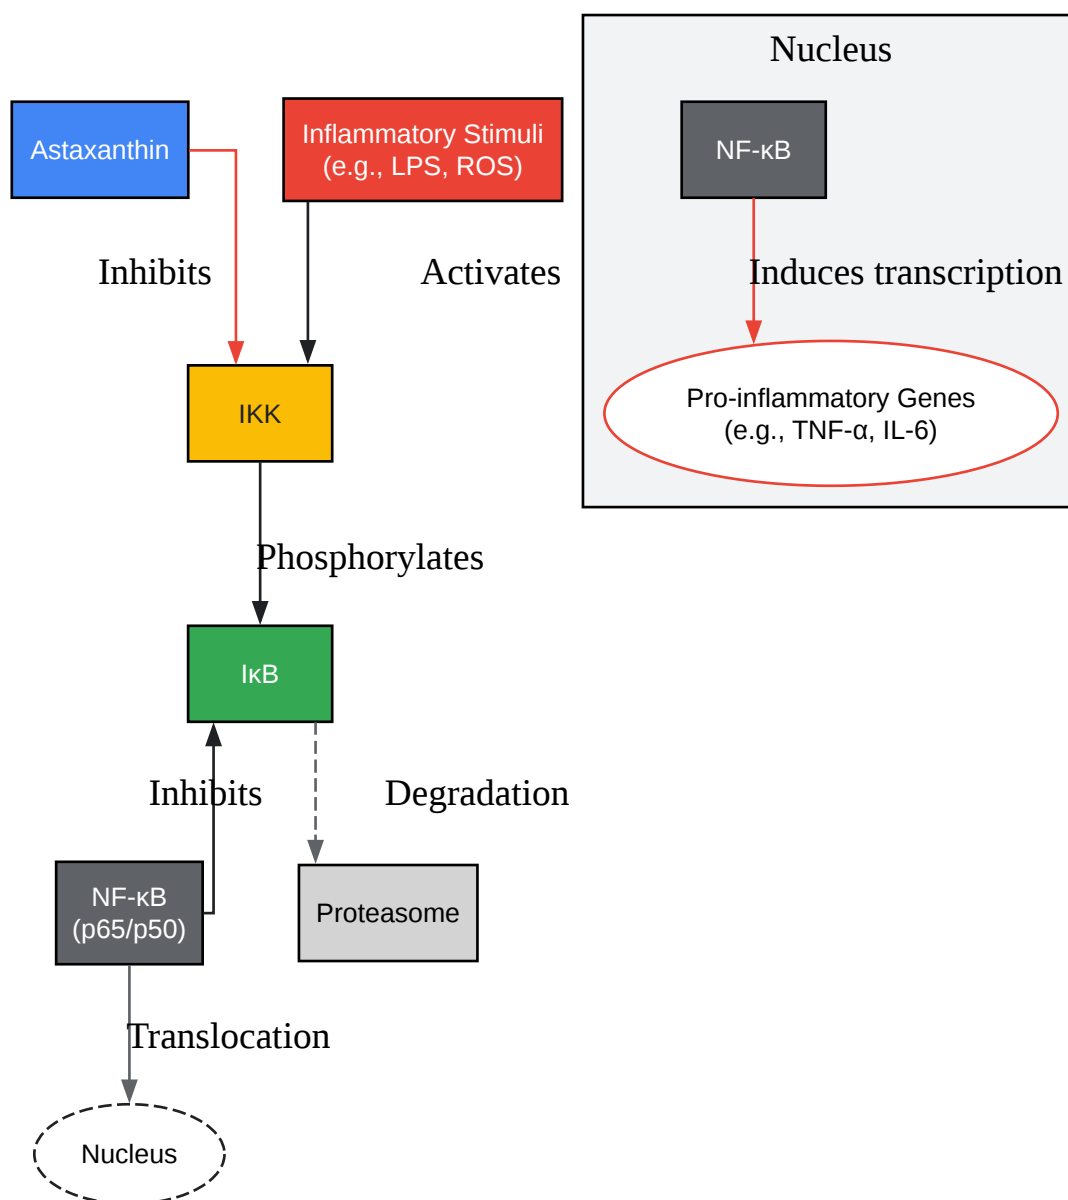 Nucleus
Astaxanthin
Inflammatory Stimuli
(e.g., LPS, ROS)
NF-κB
Inhibits
Activates
Induces transcription
IKK
Pro-inflammatory Genes
(e.g., TNF-α, IL-6)
Phosphorylates
IκB
Inhibits
Degradation
NF-κB
(p65/p50)
Proteasome
Translocation
Nucleus